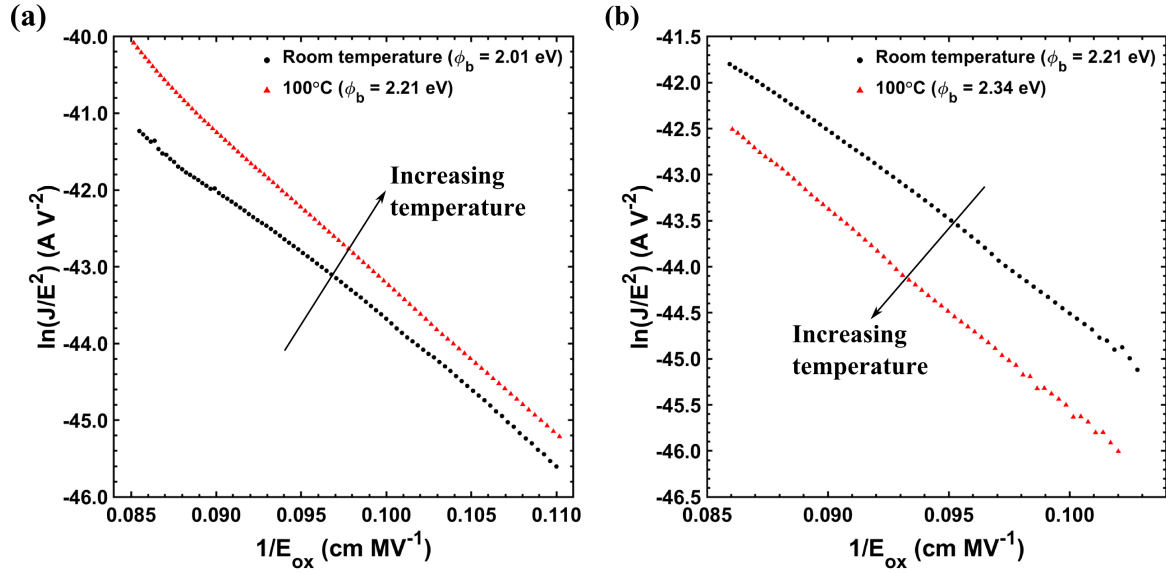 (a)
-40.0
-41.0
-42.0
-43.0
-44.0
-45.0
-46.0
ln(J/E²) (A V⁻²)
Room temperature (ϕb = 2.01 eV)
100°C (ϕb = 2.21 eV)
Increasing
temperature
0.085
0.090
0.095
0.100
0.105
0.110
1/Eox (cm MV⁻¹)
(b)
-41.5
-42.0
-42.5
-43.0
-43.5
-44.0
-44.5
-45.0
-45.5
-46.0
-46.5
ln(J/E²) (A V⁻²)
Room temperature (ϕb = 2.21 eV)
100°C (ϕb = 2.34 eV)
Increasing
temperature
0.085
0.090
0.095
0.100
1/Eox (cm MV⁻¹)